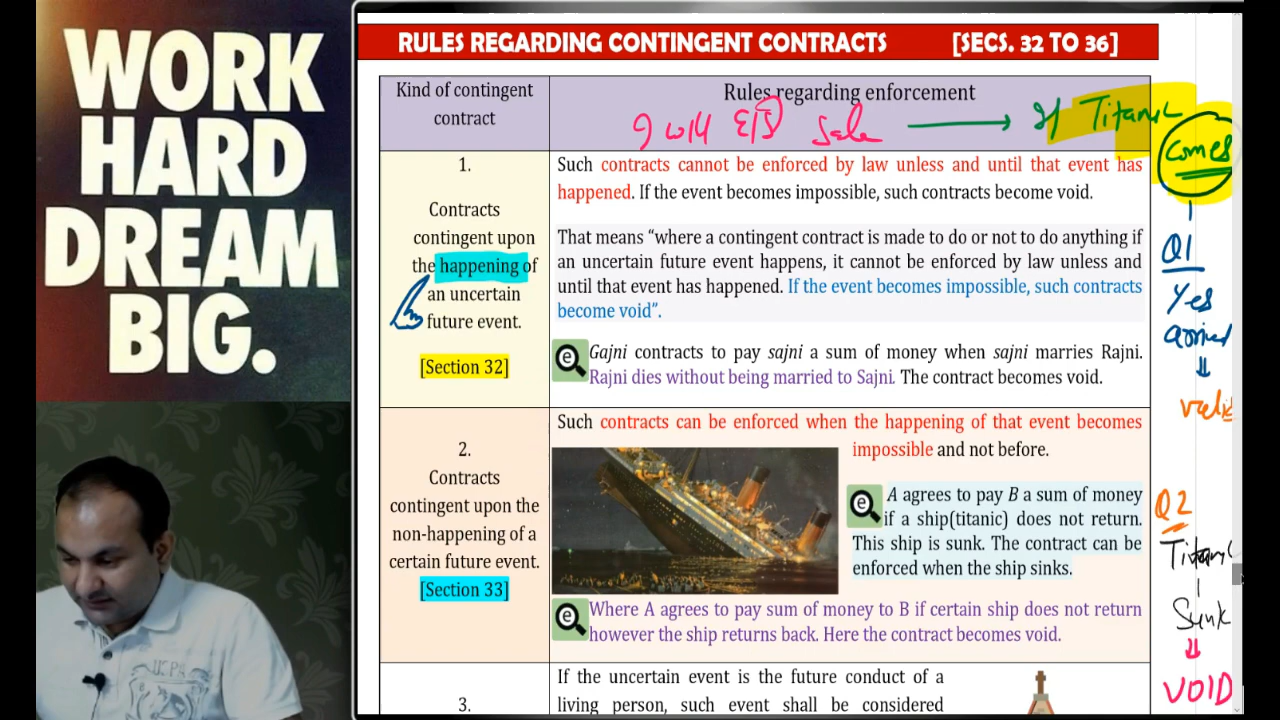 WORK
HARD
DREAM
BIG.
RULES REGARDING CONTINGENT CONTRACTS [SECS. 32 TO 36]
Kind of contingent
contract
Rules regarding enforcement
→ If Titanic
comes
1.
Contracts
contingent upon
the happening of
an uncertain
future event.
[Section 32]
Such contracts cannot be enforced by law unless and until that event has
happened. If the event becomes impossible, such contracts become void.
That means “where a contingent contract is made to do or not to do anything if
an uncertain future event happens, it cannot be enforced by law unless and
until that event has happened. If the event becomes impossible, such contracts
become void”.
Gajni contracts to pay sajni a sum of money when sajni marries Rajni.
Rajni dies without being married to Sajni. The contract becomes void.
Q1
Yes
arrived
valid
2.
Contracts
contingent upon the
non-happening of a
certain future event.
[Section 33]
Such contracts can be enforced when the happening of that event becomes
impossible and not before.
A agrees to pay B a sum of money
if a ship(titanic) does not return.
This ship is sunk. The contract can be
enforced when the ship sinks.
Where A agrees to pay sum of money to B if certain ship does not return
however the ship returns back. Here the contract becomes void.
Q2
Titanic
Sunk
VOID
3.
If the uncertain event is the future conduct of a
living person, such event shall be considered